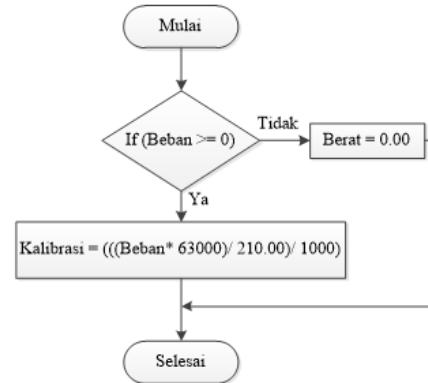 Mulai
If (Beban >= 0)
Tidak
Berat = 0.00
Ya
Kalibrasi = (((Beban* 63000)/ 210.00)/ 1000)
Selesai